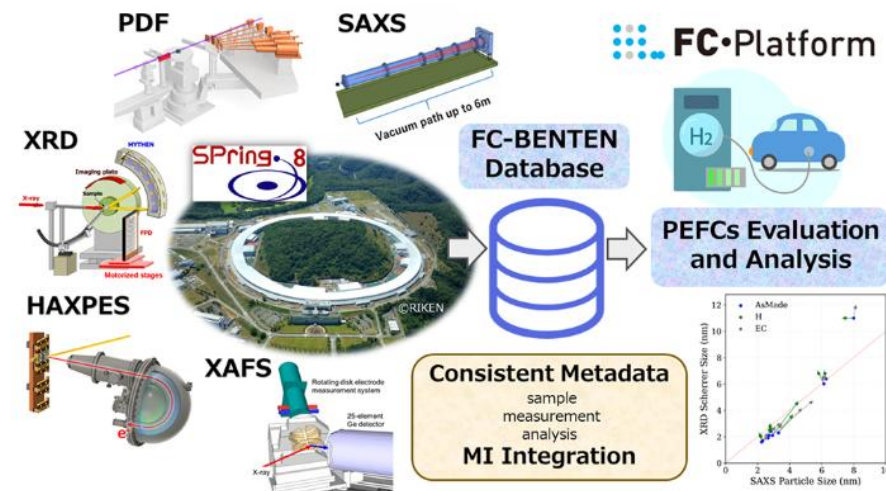 PDF
SAXS
Vacuum path up to 6m
FC·Platform
H2
XRD
MYTHEN
Imaging plate
Sample
X-ray
FPD
Motorized stages
SPring. 8
©RIKEN
FC-BENTEN
Database
PEFCs Evaluation
and Analysis
HAXPES
e
XAFS
Rotating-disk electrode
measurement system
25-element
Ge detector
X-ray
Consistent Metadata
sample
measurement
analysis
MI Integration
AsMade
H
EC
XRD Scherrer Size (nm)
12
10
8
6
4
2
0
0 2 4 6 8 10
SAXS Particle Size (nm)